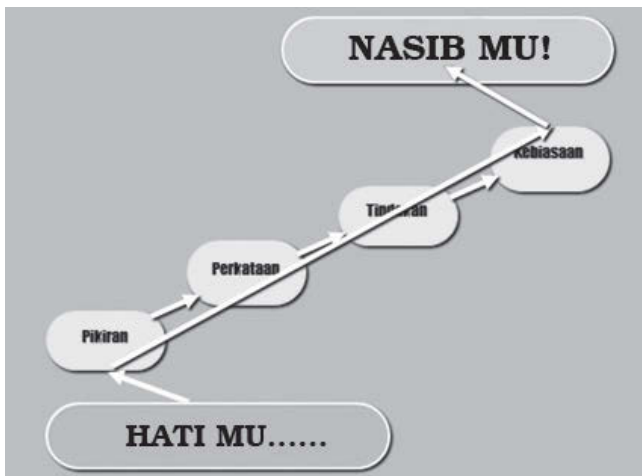 NASIB MU!
Kebiasaan
Tindakan
Perkataan
Pikiran
HATI MU......